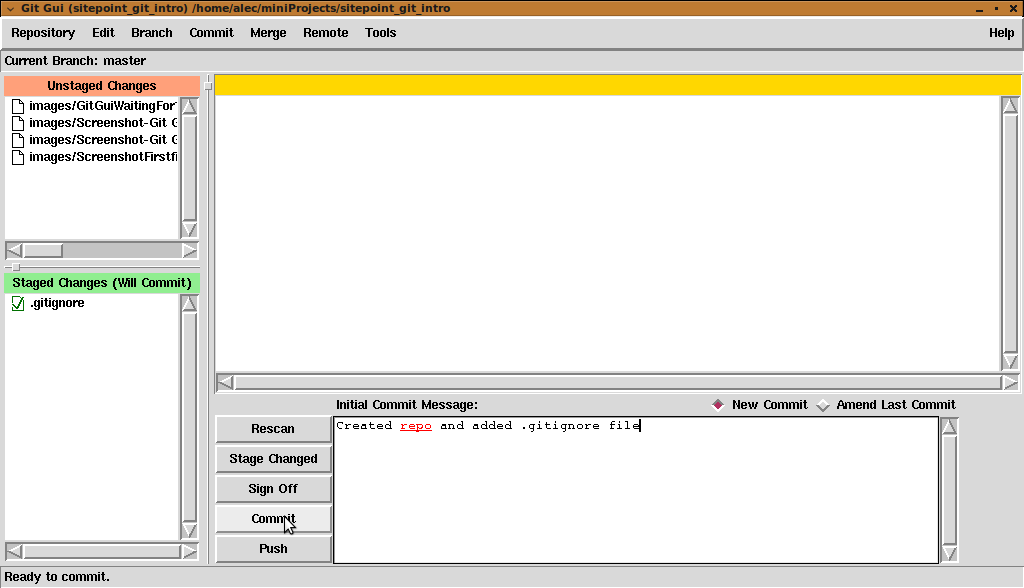 Git Gui (sitepoint_git_intro) /home/alec/miniProjects/sitepoint_git_intro
Repository Edit Branch Commit Merge Remote Tools Help
Current Branch: master
Unstaged Changes
images/GitGuiWaitingFor
images/Screenshot-Git G
images/Screenshot-Git G
images/ScreenshotFirstfi
Staged Changes (Will Commit)
.gitignore
Initial Commit Message: New Commit Amend Last Commit
Rescan
Stage Changed
Sign Off
Commit
Push
Created repo and added .gitignore file
Ready to commit.